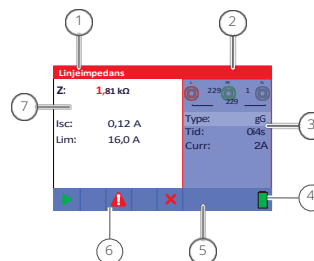 1
2
Linjeimpedans
L N
Z: 1,81 kΩ
229 1
229
7
Type: gG
3
Isc: 0,12 A
Tid: 0.4s
Lim: 16,0 A
Curr: 2A
4
6
5